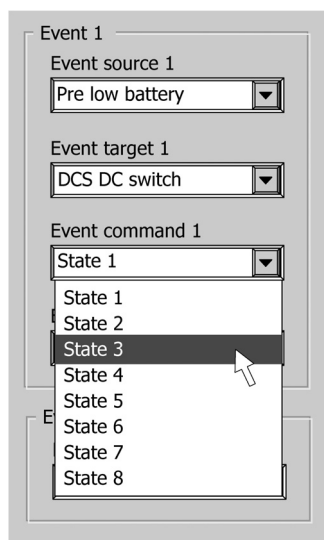 Event 1
Event source 1
Pre low battery
Event target 1
DCS DC switch
Event command 1
State 1
State 1
State 2
State 3
State 4
State 5
State 6
State 7
State 8